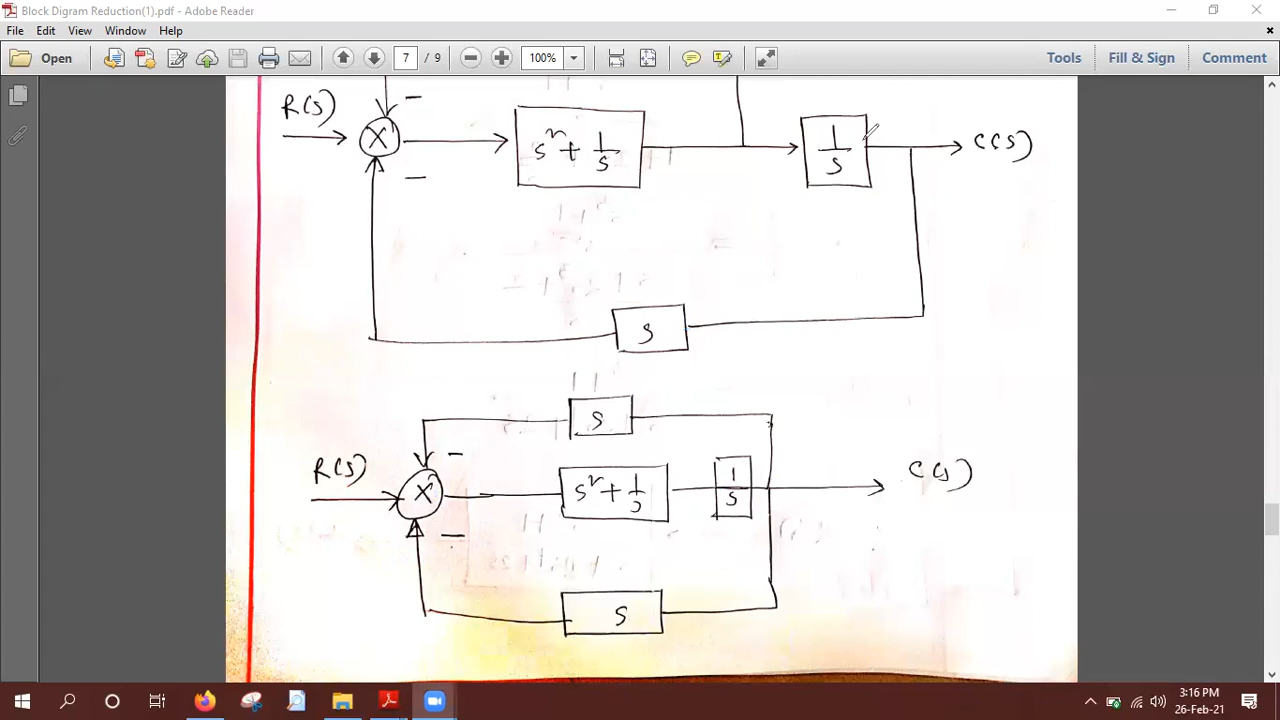 Block Digram Reduction(1).pdf - Adobe Reader
File Edit View Window Help
Open 7 / 9 100% Tools Fill & Sign Comment
R(s) − X s² + 1/s 1/s C(s)
−
s
s
R(s) − X s² + 1/s 1/s C(s)
−
s
3:16 PM
26-Feb-21